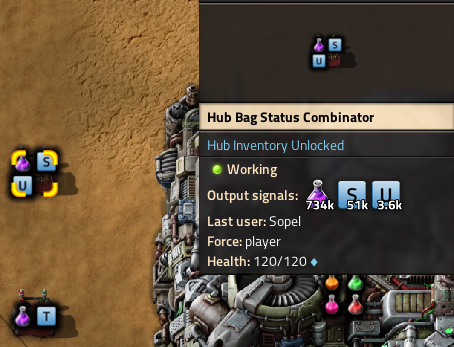 S
U
Hub Bag Status Combinator
Hub Inventory Unlocked
Working
S
U
Output signals: 734k S 51k U 3.6k
Last user: Sopel
Force: player
Health: 120/120
T